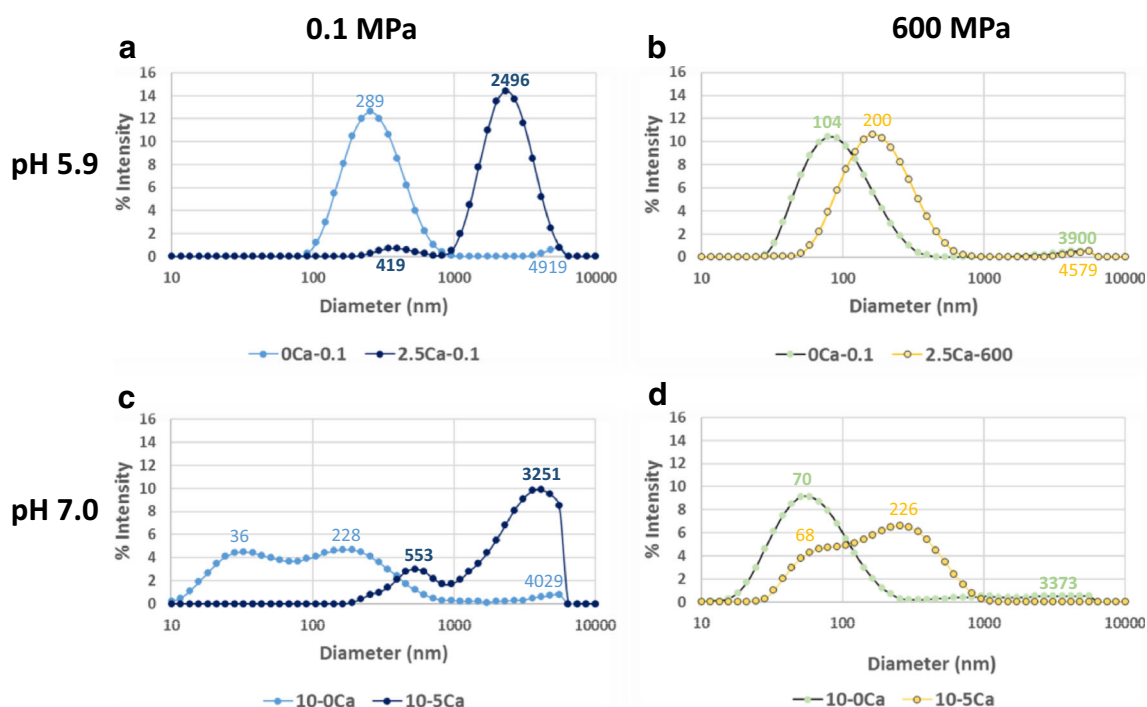 0.1 MPa
600 MPa
pH 5.9
pH 7.0
a
16
14
12
10
8
6
4
2
0
% Intensity
289
2496
419
4919
10
100
1000
10000
Diameter (nm)
0Ca-0.1
2.5Ca-0.1
b
16
14
12
10
8
6
4
2
0
% Intensity
104
200
3900
4579
10
100
1000
10000
Diameter (nm)
0Ca-0.1
2.5Ca-600
c
16
14
12
10
8
6
4
2
0
% Intensity
36
228
553
3251
4029
10
100
1000
10000
Diameter (nm)
10-0Ca
10-5Ca
d
16
14
12
10
8
6
4
2
0
% Intensity
70
68
226
3373
10
100
1000
10000
Diameter (nm)
10-0Ca
10-5Ca